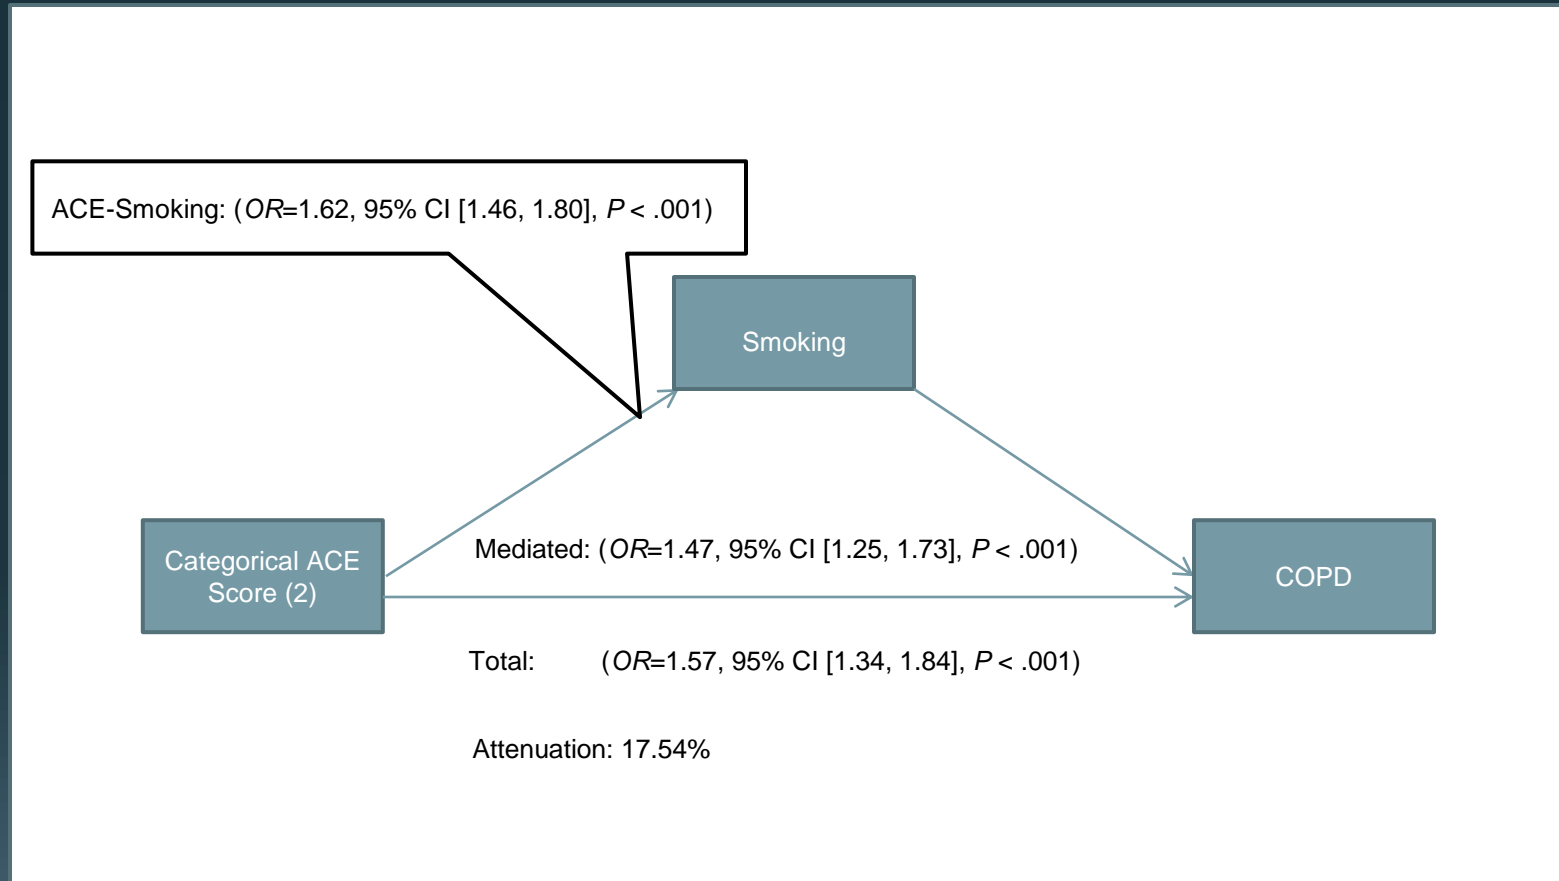 ACE-Smoking: (OR=1.62, 95% CI [1.46, 1.80], P < .001)
Smoking
Categorical ACE
Score (2)
Mediated: (OR=1.47, 95% CI [1.25, 1.73], P < .001)
COPD
Total: (OR=1.57, 95% CI [1.34, 1.84], P < .001)
Attenuation: 17.54%